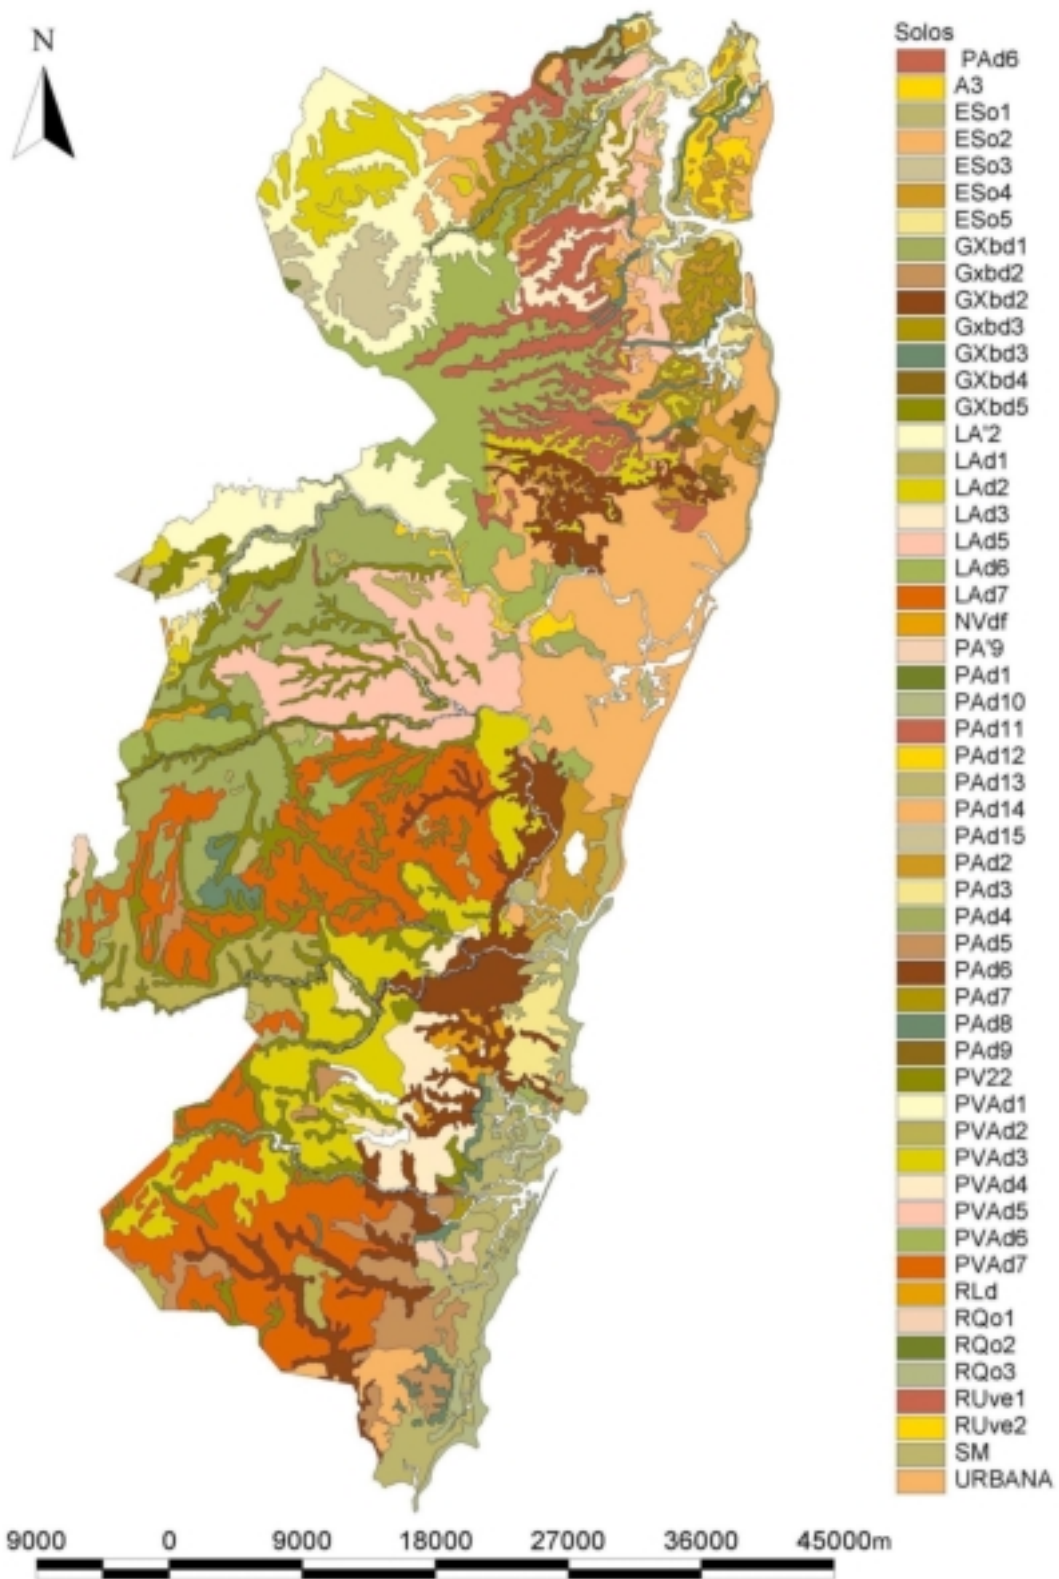 N
Solos
PAd6
A3
ESo1
ESo2
ESo3
ESo4
ESo5
GXbd1
Gxbd2
GXbd2
Gxbd3
GXbd3
GXbd4
GXbd5
LA'2
LAd1
LAd2
LAd3
LAd5
LAd6
LAd7
NVdf
PA'9
PAd1
PAd10
PAd11
PAd12
PAd13
PAd14
PAd15
PAd2
PAd3
PAd4
PAd5
PAd6
PAd7
PAd8
PAd9
PV22
PVAd1
PVAd2
PVAd3
PVAd4
PVAd5
PVAd6
PVAd7
RLd
RQo1
RQo2
RQo3
RUve1
RUve2
SM
URBANA
9000 0 90000 18000 27000 36000 45000m